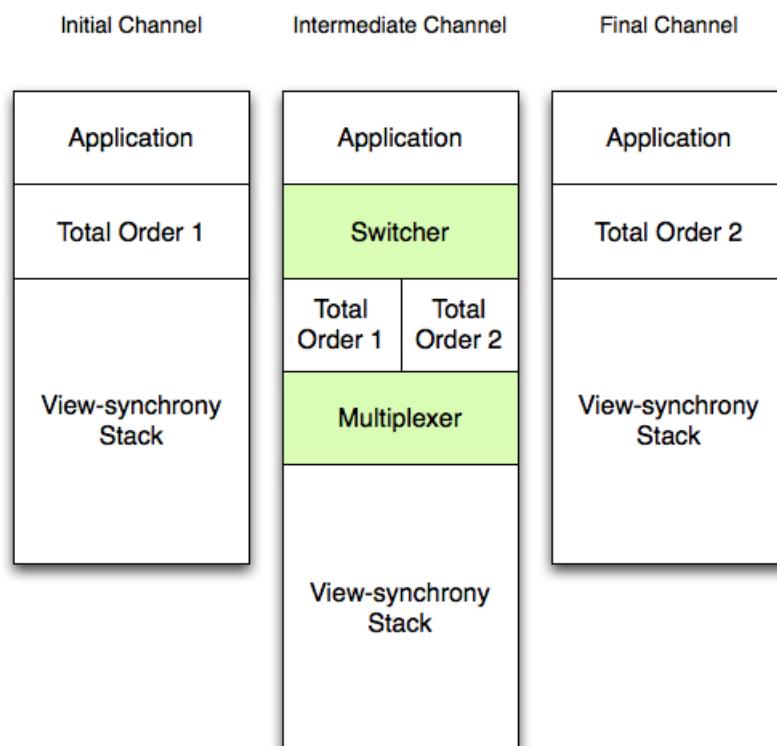 Initial Channel
Intermediate Channel
Final Channel
Application
Total Order 1
View-synchrony
Stack
Application
Switcher
Total
Order 1
Total
Order 2
Multiplexer
View-synchrony
Stack
Application
Total Order 2
View-synchrony
Stack